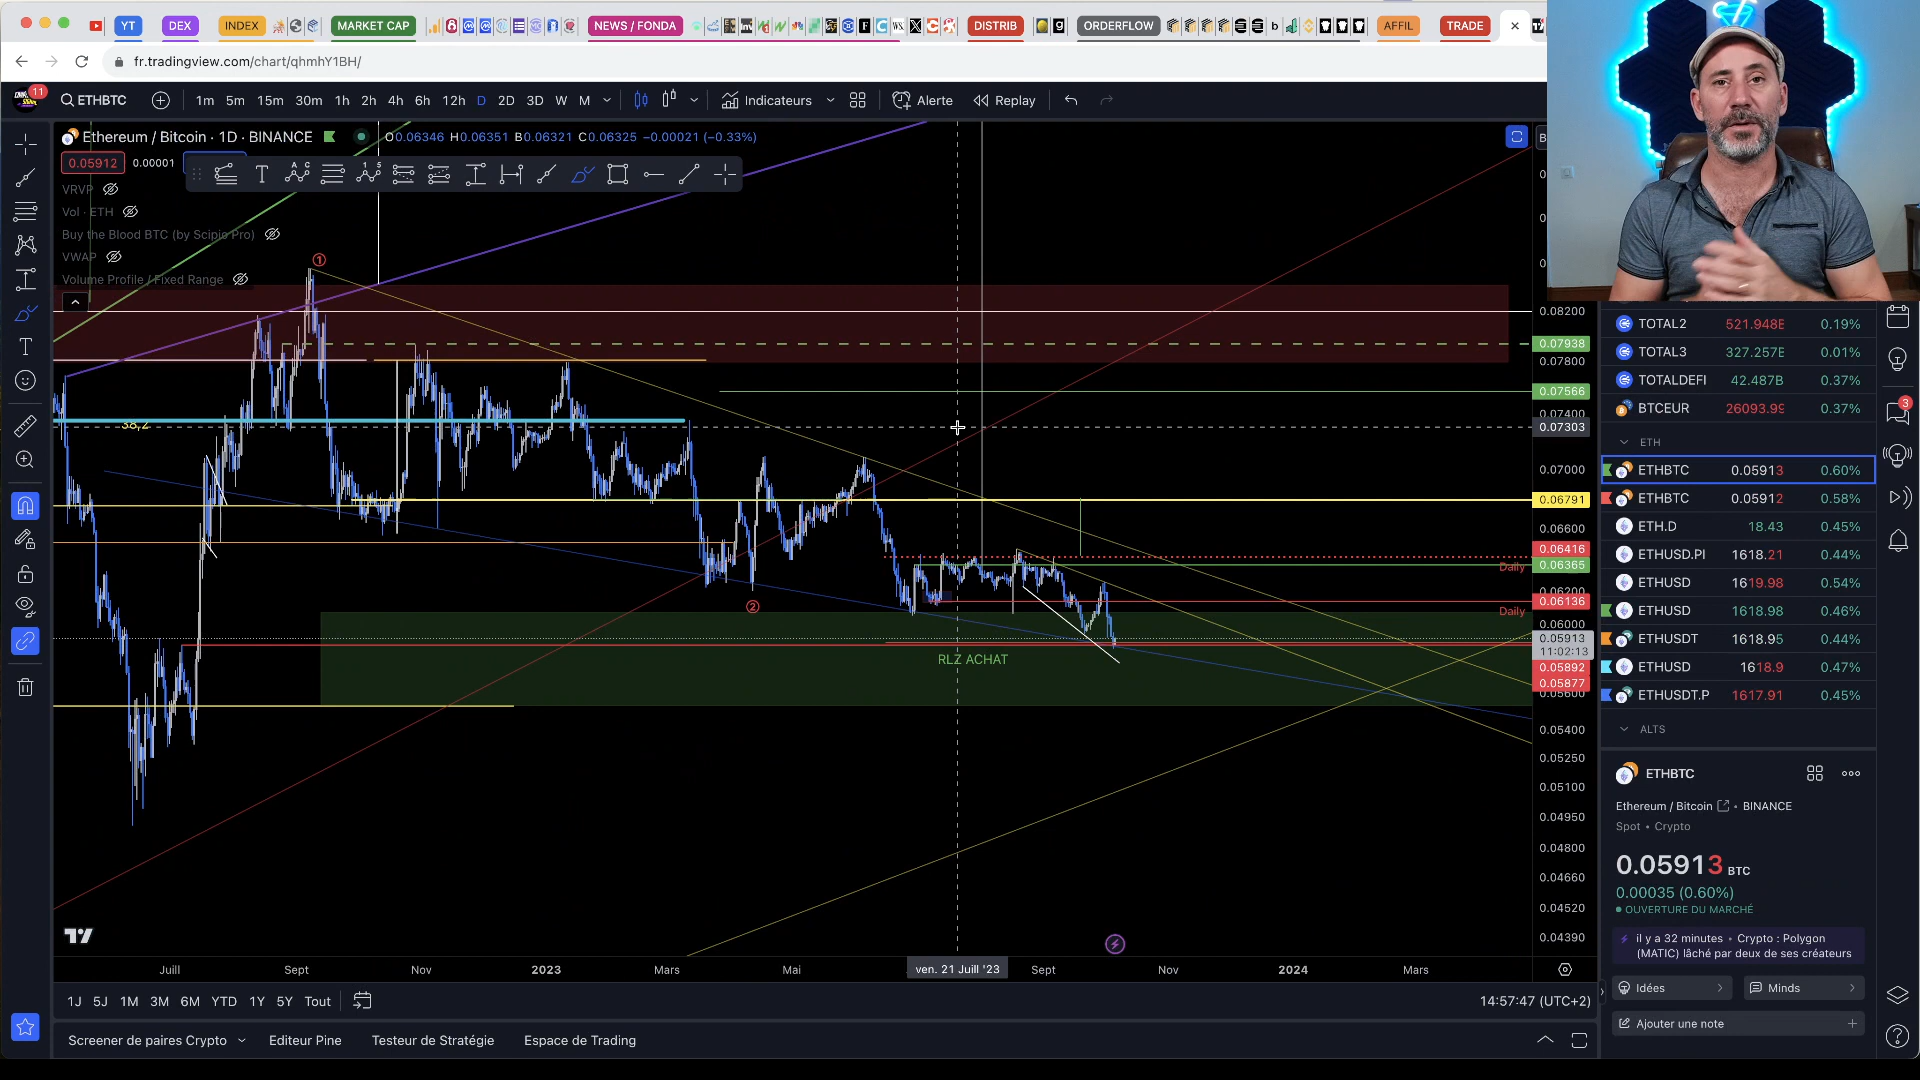 YT
DEX
INDEX
MARKET CAP
NEWS / FONDA
DISTRIB
ORDERFLOW
AFFIL
TRADE
fr.tradingview.com/chart/qhmhY1BH/
11
ETHBTC
1m 5m 15m 30m 1h 2h 4h 6h 12h D 2D 3D W M
Indicateurs
Alerte
Replay
Ethereum / Bitcoin · 1D · BINANCE
O0.06346 H0.06351 B0.06321 C0.06325 −0.00021 (−0.33%)
0.05912 0.00001
VRVP
Vol · ETH
Buy the Blood BTC (by Scipio Pro)
VWAP
Volume Profile / Fixed Range
1
2
38,2
RLZ ACHAT
Daily
Daily
0.08200
0.07938
0.07800
0.07566
0.07400
0.07303
0.07000
0.06791
0.06600
0.06416
0.06365
0.06200
0.06136
0.06000
0.05913
11:02:13
0.05892
0.05877
0.05600
0.05400
0.05250
0.05100
0.04950
0.04800
0.04660
0.04520
0.04390
Juill Sept Nov 2023 Mars Mai ven. 21 Juill '23 Sept Nov 2024 Mars
1J 5J 1M 3M 6M YTD 1Y 5Y Tout
14:57:47 (UTC+2)
Screener de paires Crypto
Editeur Pine
Testeur de Stratégie
Espace de Trading
TOTAL2 521.948B 0.19%
TOTAL3 327.257B 0.01%
TOTALDEFI 42.487B 0.37%
BTCEUR 26093.99 0.37%
ETH
ETHBTC 0.05913 0.60%
ETHBTC 0.05912 0.58%
ETH.D 18.43 0.45%
ETHUSD.PI 1618.21 0.44%
ETHUSD 1619.98 0.54%
ETHUSD 1618.98 0.46%
ETHUSDT 1618.95 0.44%
ETHUSD 1618.9 0.47%
ETHUSDT.P 1617.91 0.45%
ALTS
ETHBTC
Ethereum / Bitcoin • BINANCE
Spot • Crypto
0.05913 BTC
0.00035 (0.60%)
OUVERTURE DU MARCHÉ
il y a 32 minutes • Crypto : Polygon
(MATIC) lâché par deux de ses créateurs
Idées
Minds
Ajouter une note
3